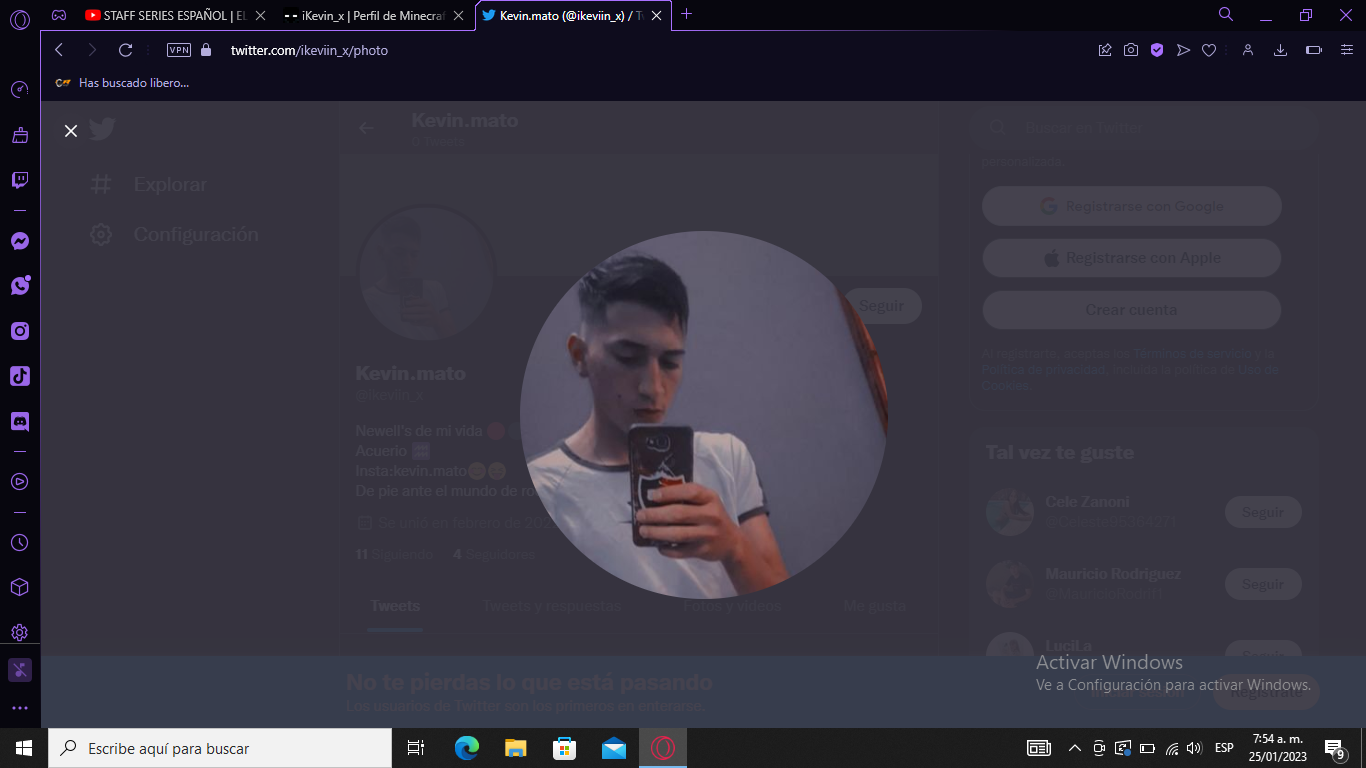 STAFF SERIES ESPAÑOL | EL
iKevin_x | Perfil de Minecraf
Kevin.mato (@ikeviin_x) / T
VPN
twitter.com/ikeviin_x/photo
Has buscado libero...
Kevin.mato
0 Tweets
Buscar en Twitter
personalizada.
Explorar
Registrarse con Google
Configuración
Registrarse con Apple
Seguir
Crear cuenta
Al registrarte, aceptas los Términos de servicio y la
Política de privacidad, incluida la política de Uso de
Cookies.
Kevin.mato
@ikeviin_x
Newell's de mi vida
Acuerio
Insta:kevin.mato
De pie ante el mundo de
Se unió en febrero de
11 Siguiendo 4 Seguidores
Tal vez te guste
Cele Zanoni
Seguir
Mauricio Rodriguez
Seguir
LuciLa
Seguir
Tweets
Tweets y respuestas
Fotos y videos
Me gusta
No te pierdas lo que está pasando
Los usuarios de Twitter son los primeros en enterarse.
Activar Windows
Ve a Configuración para activar Windows.
Escribe aquí para buscar
ESP
7:54 a. m.
25/01/2023
9